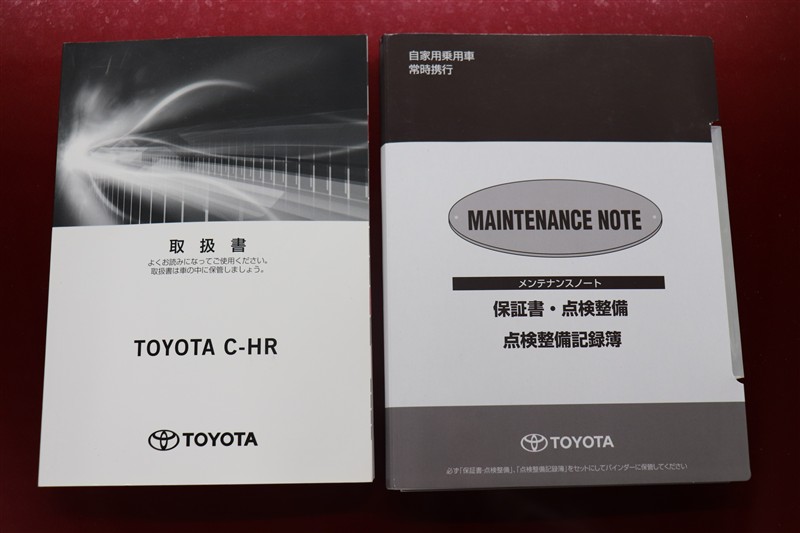 取扱書
よくお読みになってご使用ください。
取扱書は車の中に保管しましょう。
TOYOTA C-HR
TOYOTA
自家用乗用車
常時携行
MAINTENANCE NOTE
メンテナンスノート
保証書・点検整備
点検整備記録簿
TOYOTA
必ず「保証書・点検整備」、「点検整備記録簿」をセットにしてバインダーに保管してください